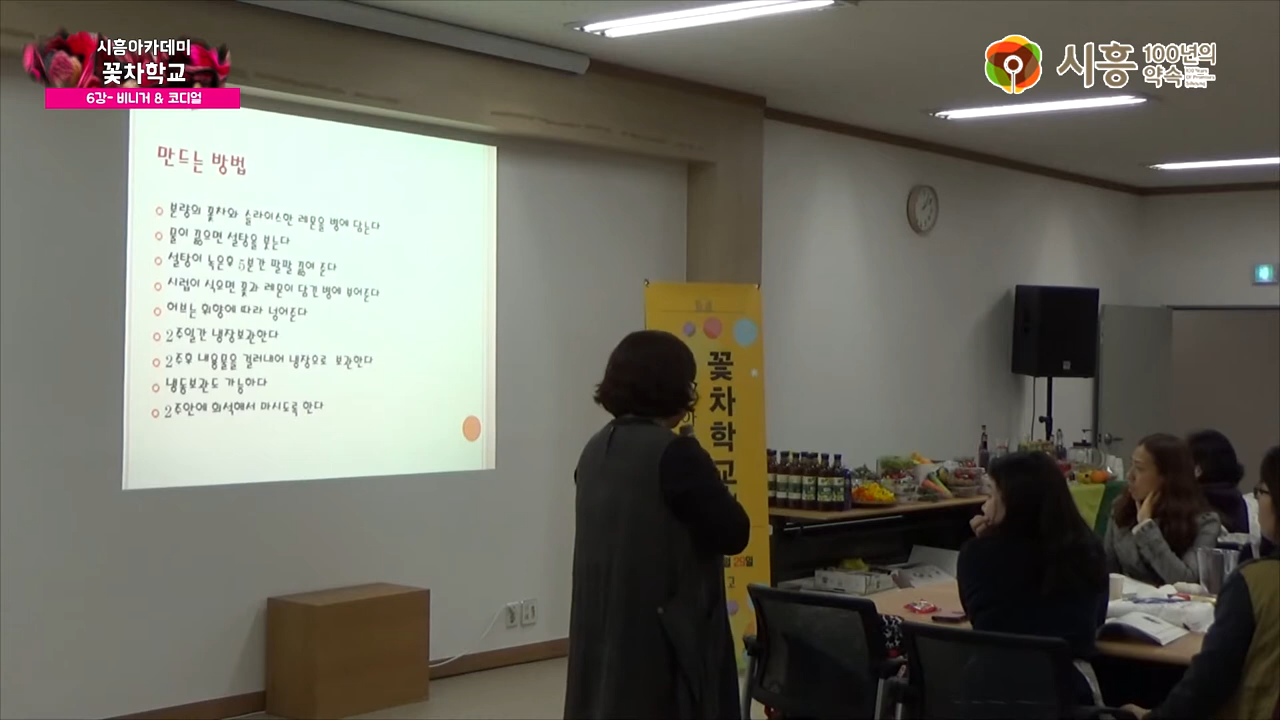 시흥아카데미
꽃차학교
6강- 비니거 & 코디얼
시흥 100년의
약속
만드는 방법
분량의 꽃차와 슬라이스한 레몬을 병에 담는다
물이 끓으면 설탕을 붓는다
설탕이 녹은후 5분간 팔팔 끓여 준다
시럽이 식으면 꽃과 레몬이 담긴 병에 부어준다
허브는 취향에 따라 넣어준다
2주일간 냉장보관한다
2주후 내용물을 걸러내어 냉장으로 보관한다
냉동보관도 가능하다
2주안에 희석해서 마시도록 한다
꽃차학교
29일